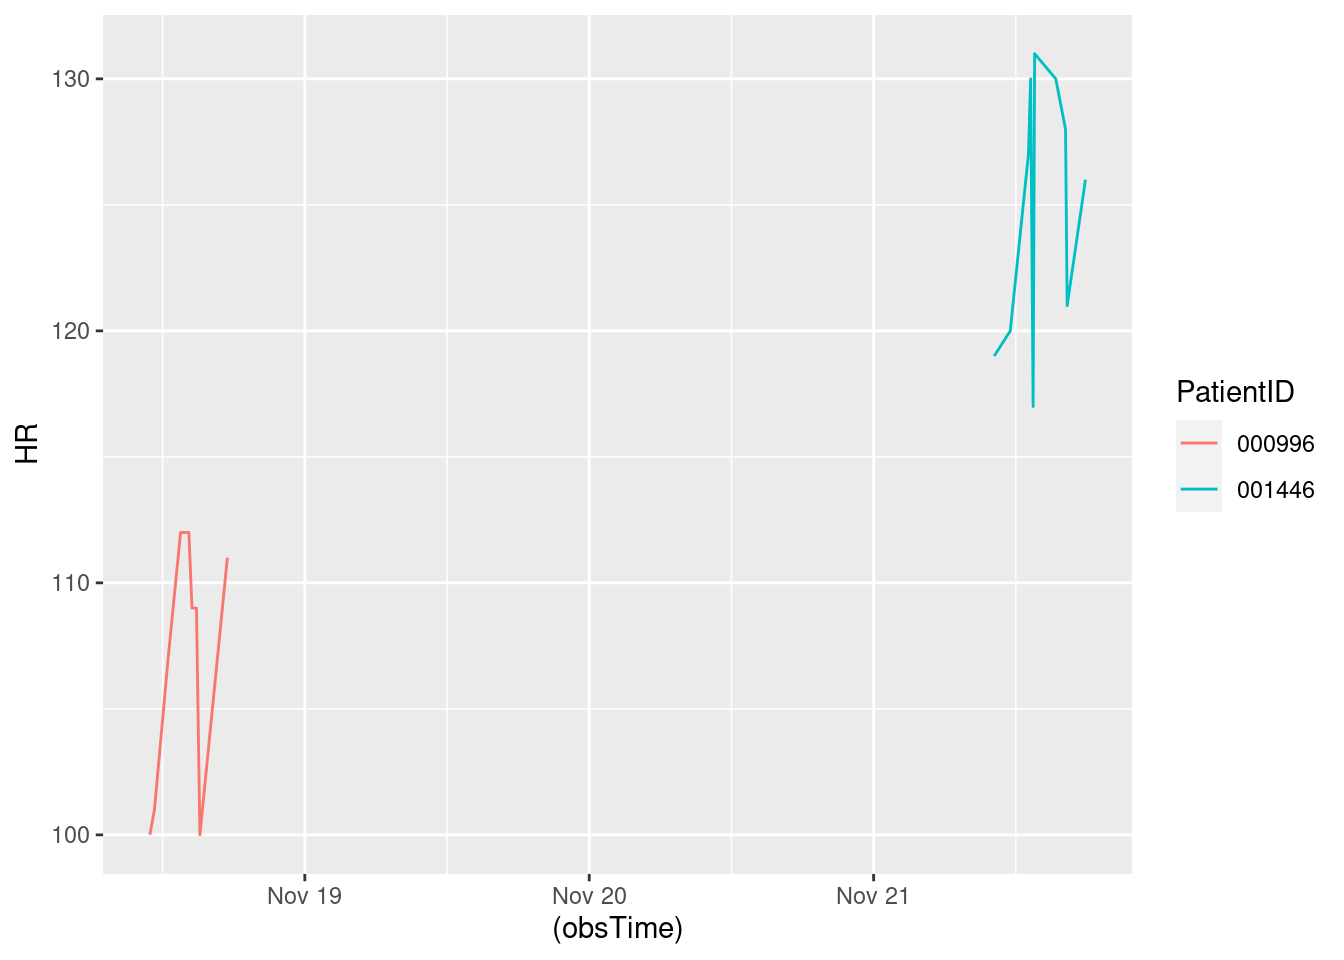 HR
130
120
110
100
Nov 19
Nov 20
Nov 21
(obsTime)
PatientID
000996
001446